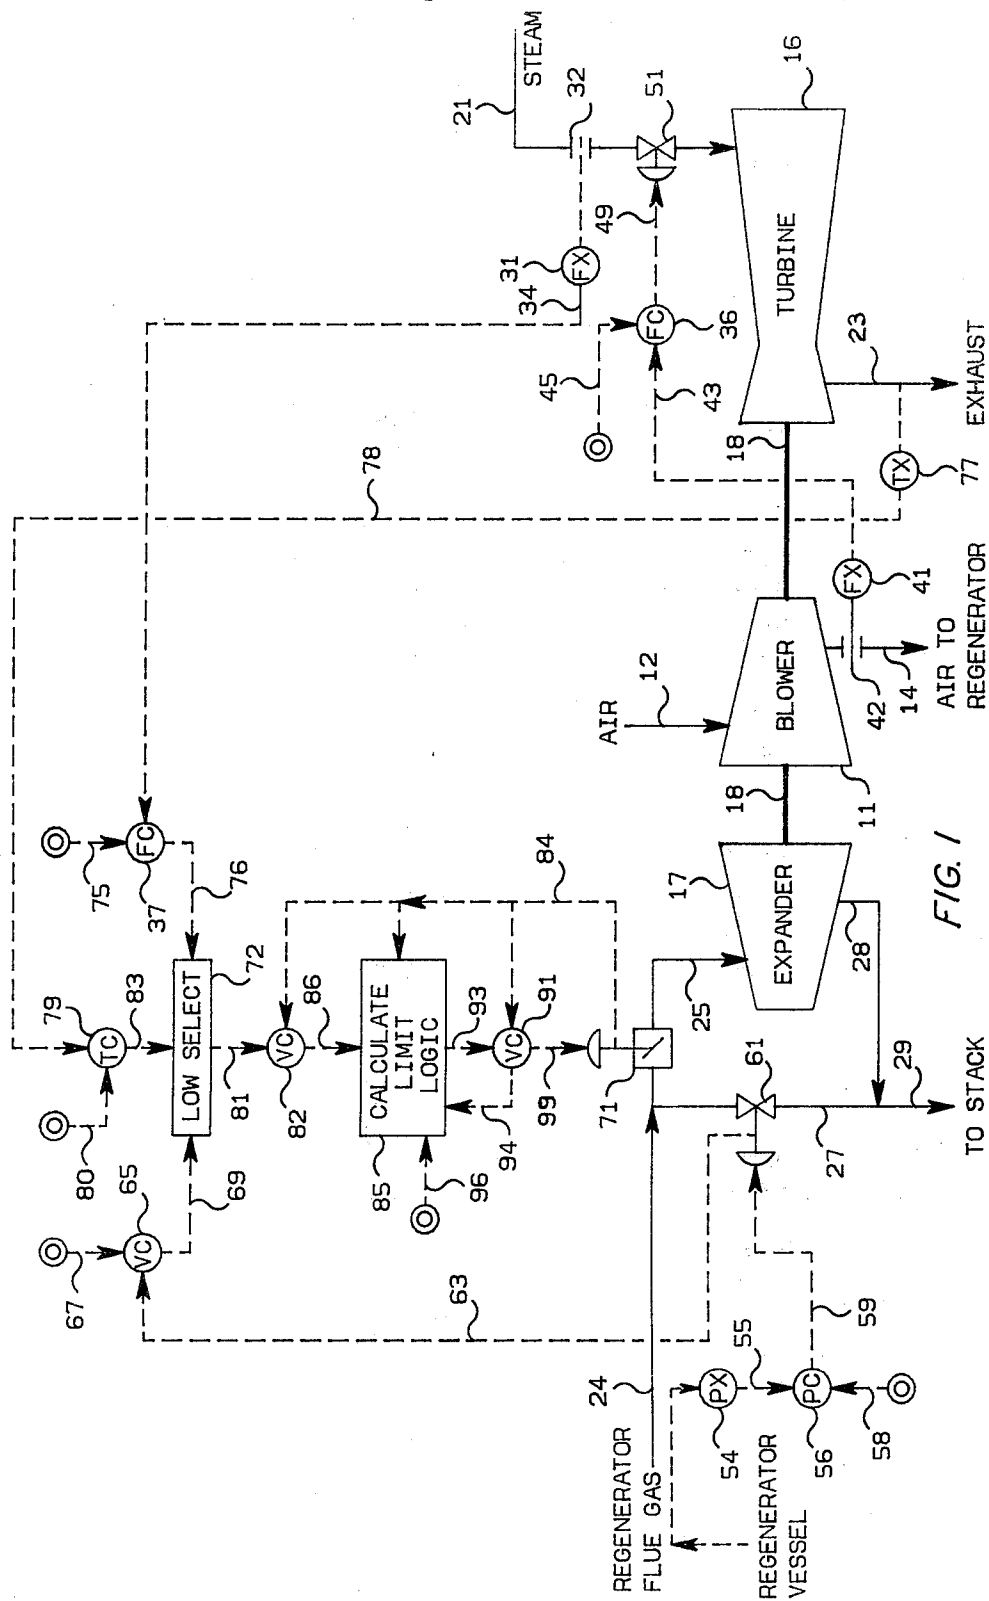 21
STEAM
32
51
16
31
FX
34
49
45
FC
36
43
TURBINE
18
23
EXHAUST
TX
77
78
FX
41
AIR
12
BLOWER
42
14
AIR TO
REGENERATOR
11
18
75
FC
37
76
79
TC
83
80
LOW SELECT
72
65
VC
67
69
81
VC
82
86
84
CALCULATE
LIMIT
LOGIC
85
93
94
96
VC
91
99
71
25
17
EXPANDER
28
61
27
29
TO STACK
63
24
REGENERATOR
FLUE GAS
PX
54
55
PC
56
58
59
REGENERATOR
VESSEL
FIG. 1